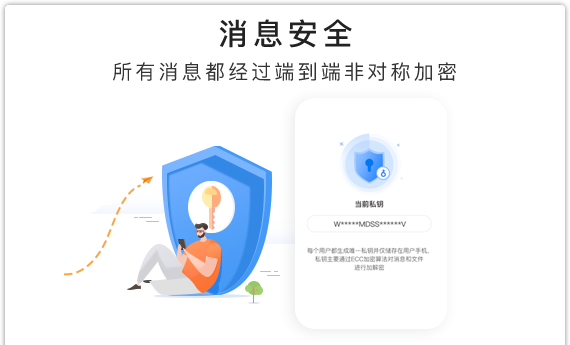 消息安全
所有消息都经过端到端非对称加密
当前私钥
W*****MDSS******V
每个用户都生成唯一私钥并仅储存在用户手机，
私钥主要通过ECC加密算法对消息和文件
进行加解密